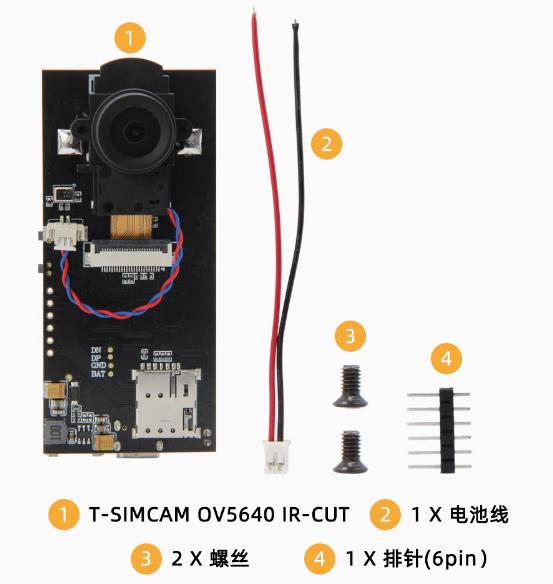 1
2
DN
DP
GND
BAT
100
3
4
1 T-SIMCAM OV5640 IR-CUT 2 1 X 电池线
3 2 X 螺丝 4 1 X 排针(6pin)